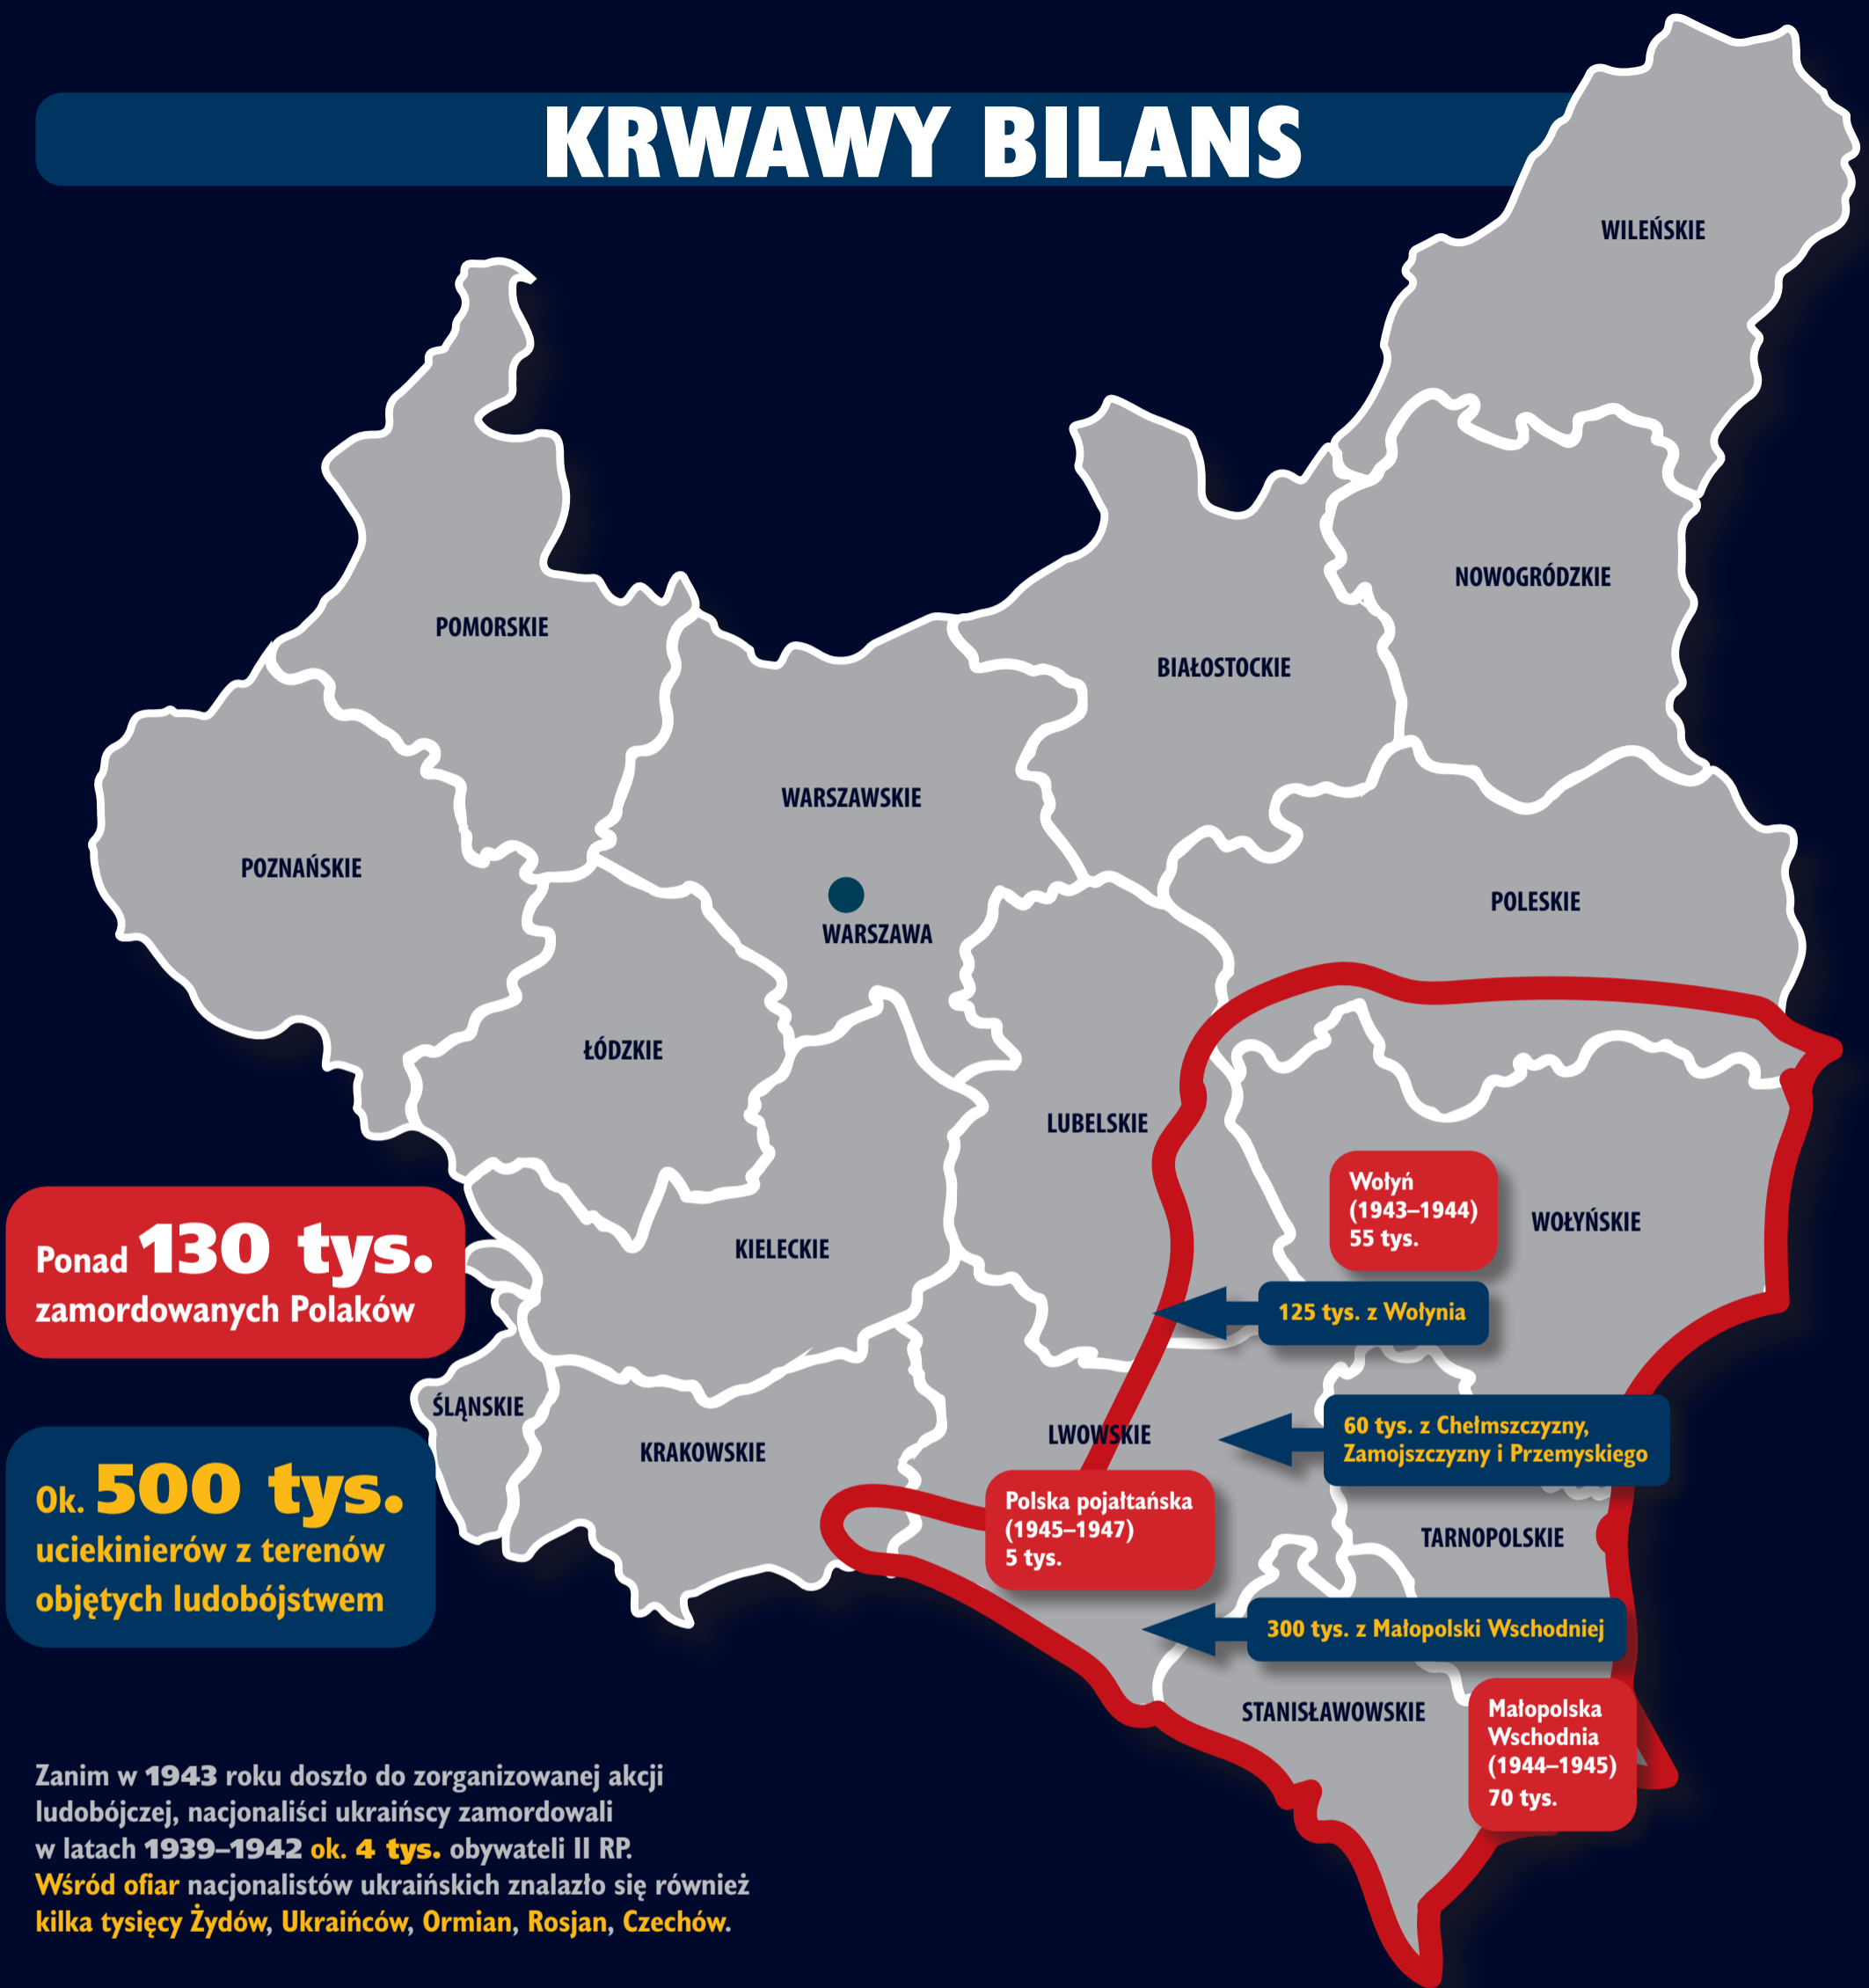 KRWAWY BILANS
WILEŃSKIE
NOWOGRÓDZKIE
POMORSKIE
BIAŁOSTOCKIE
WARSZAWSKIE
POZNAŃSKIE
POLESKIE
WARSZAWA
ŁÓDZKIE
LUBELSKIE
Wołyń
(1943–1944)
55 tys.
WOŁYŃSKIE
KIELECKIE
Ponad 130 tys.
zamordowanych Polaków
125 tys. z Wołynia
ŚLĄNSKIE
KRAKOWSKIE
LWOWSKIE
60 tys. z Chełmszczyzny,
Zamojszczyzny i Przemyskiego
Ok. 500 tys.
uciekinierów z terenów
objętych ludobójstwem
Polska pojałtańska
(1945–1947)
5 tys.
TARNOPOLSKIE
300 tys. z Małopolski Wschodniej
STANISŁAWOWSKIE
Małopolska
Wschodnia
(1944–1945)
70 tys.
Zanim w 1943 roku doszło do zorganizowanej akcji
ludobójczej, nacjonaliści ukraińscy zamordowali
w latach 1939–1942 ok. 4 tys. obywateli II RP.
Wśród ofiar nacjonalistów ukraińskich znalazło się również
kilka tysięcy Żydów, Ukraińców, Ormian, Rosjan, Czechów.